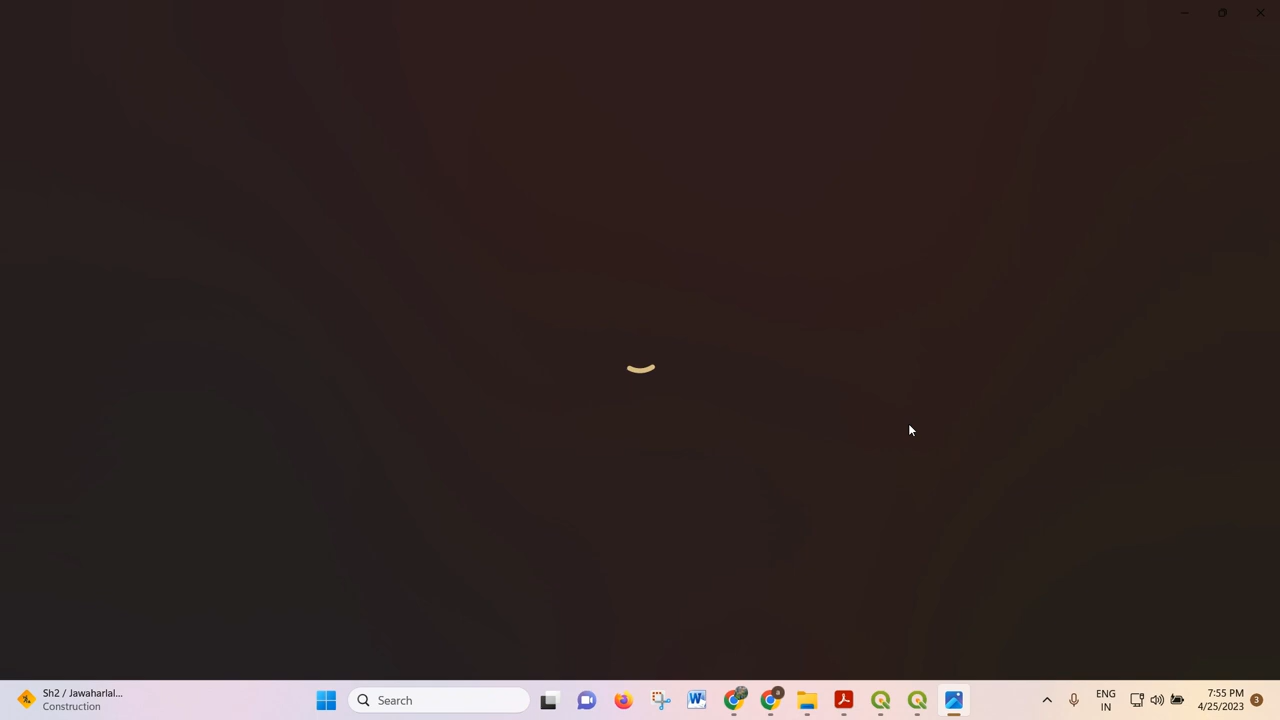 Sh2 / Jawaharlal...
Construction
Search
ENG
IN
7:55 PM
4/25/2023
3